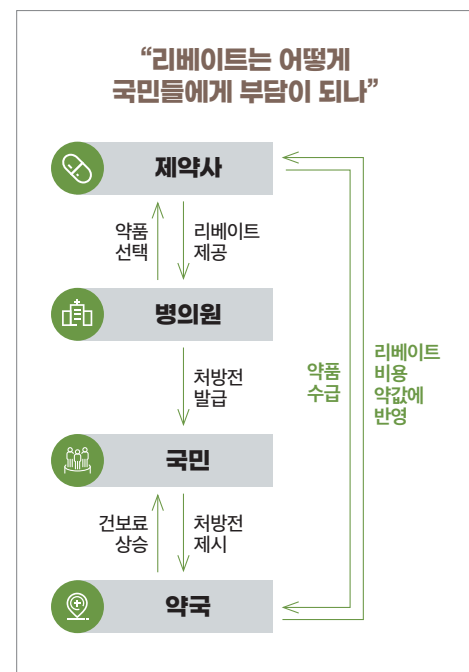 “리베이트는 어떻게
국민들에게 부담이 되나”
제약사
약품
선택
리베이트
제공
병의원
처방전
발급
약품
수급
리베이트
비용
약값에
반영
국민
건보료
상승
처방전
제시
약국